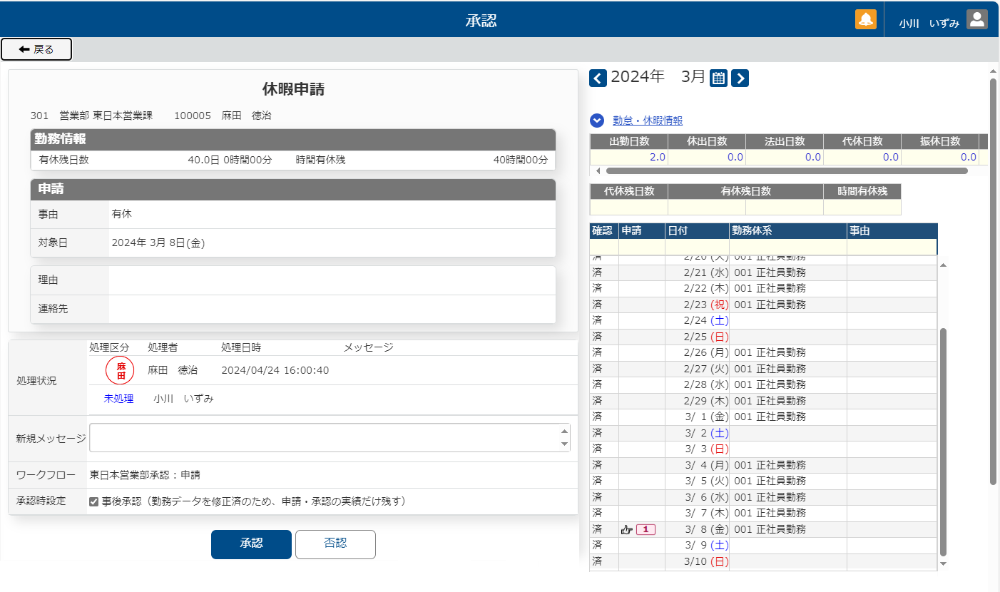 承認
小川　いずみ
戻る
休暇申請
301　営業部 東日本営業課　　100005　麻田　徳治
勤務情報
有休残日数 40.0日 0時間00分 時間有休残 40時間00分
申請
事由 有休
対象日 2024年 3月 8日(金)
理由
連絡先
処理状況
処理区分 処理者 処理日時 メッセージ
麻田 麻田　徳治 2024/04/24 16:00:40
未処理 小川　いずみ
新規メッセージ
ワークフロー 東日本営業部承認：申請
承認時設定 事後承認（勤務データを修正済のため、申請・承認の実績だけ残す）
承認 否認
2024年　3月
勤怠・休暇情報
出勤日数 休出日数 法出日数 代休日数 振休日数
2.0 0.0 0.0 0.0 0.0
代休残日数 有休残日数 時間有休残
確認 申請 日付 勤務体系 事由
済 2/20 (火) 001 正社員勤務
済 2/21 (水) 001 正社員勤務
済 2/22 (木) 001 正社員勤務
済 2/23 (祝) 001 正社員勤務
済 2/24 (土)
済 2/25 (日)
済 2/26 (月) 001 正社員勤務
済 2/27 (火) 001 正社員勤務
済 2/28 (水) 001 正社員勤務
済 2/29 (木) 001 正社員勤務
済 3/ 1 (金) 001 正社員勤務
済 3/ 2 (土)
済 3/ 3 (日)
済 3/ 4 (月) 001 正社員勤務
済 3/ 5 (火) 001 正社員勤務
済 3/ 6 (水) 001 正社員勤務
済 3/ 7 (木) 001 正社員勤務
済 1 3/ 8 (金) 001 正社員勤務
済 3/ 9 (土)
済 3/10 (日)